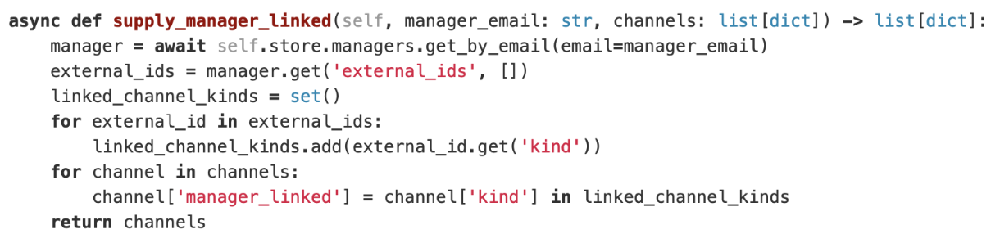 async def supply_manager_linked(self, manager_email: str, channels: list[dict]) -> list[dict]:
    manager = await self.store.managers.get_by_email(email=manager_email)
    external_ids = manager.get('external_ids', [])
    linked_channel_kinds = set()
    for external_id in external_ids:
        linked_channel_kinds.add(external_id.get('kind'))
    for channel in channels:
        channel['manager_linked'] = channel['kind'] in linked_channel_kinds
    return channels